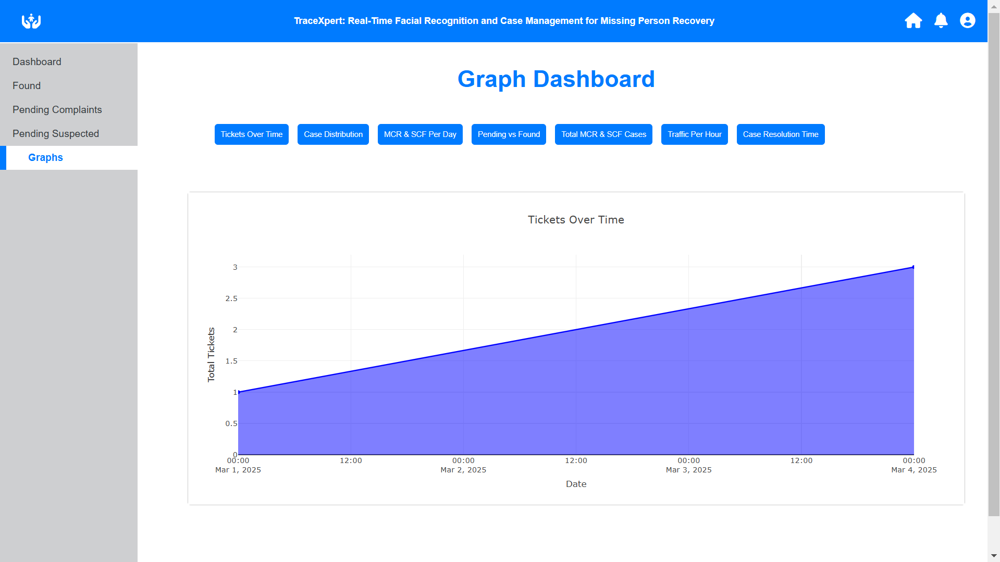 TraceXpert: Real-Time Facial Recognition and Case Management for Missing Person Recovery
Dashboard
Found
Pending Complaints
Pending Suspected
Graphs
Graph Dashboard
Tickets Over Time
Case Distribution
MCR & SCF Per Day
Pending vs Found
Total MCR & SCF Cases
Traffic Per Hour
Case Resolution Time
Tickets Over Time
Total Tickets
3
2.5
2
1.5
1
0.5
0
00:00 12:00 00:00 12:00 00:00 12:00 00:00
Mar 1, 2025 Mar 2, 2025 Mar 3, 2025 Mar 4, 2025
Date